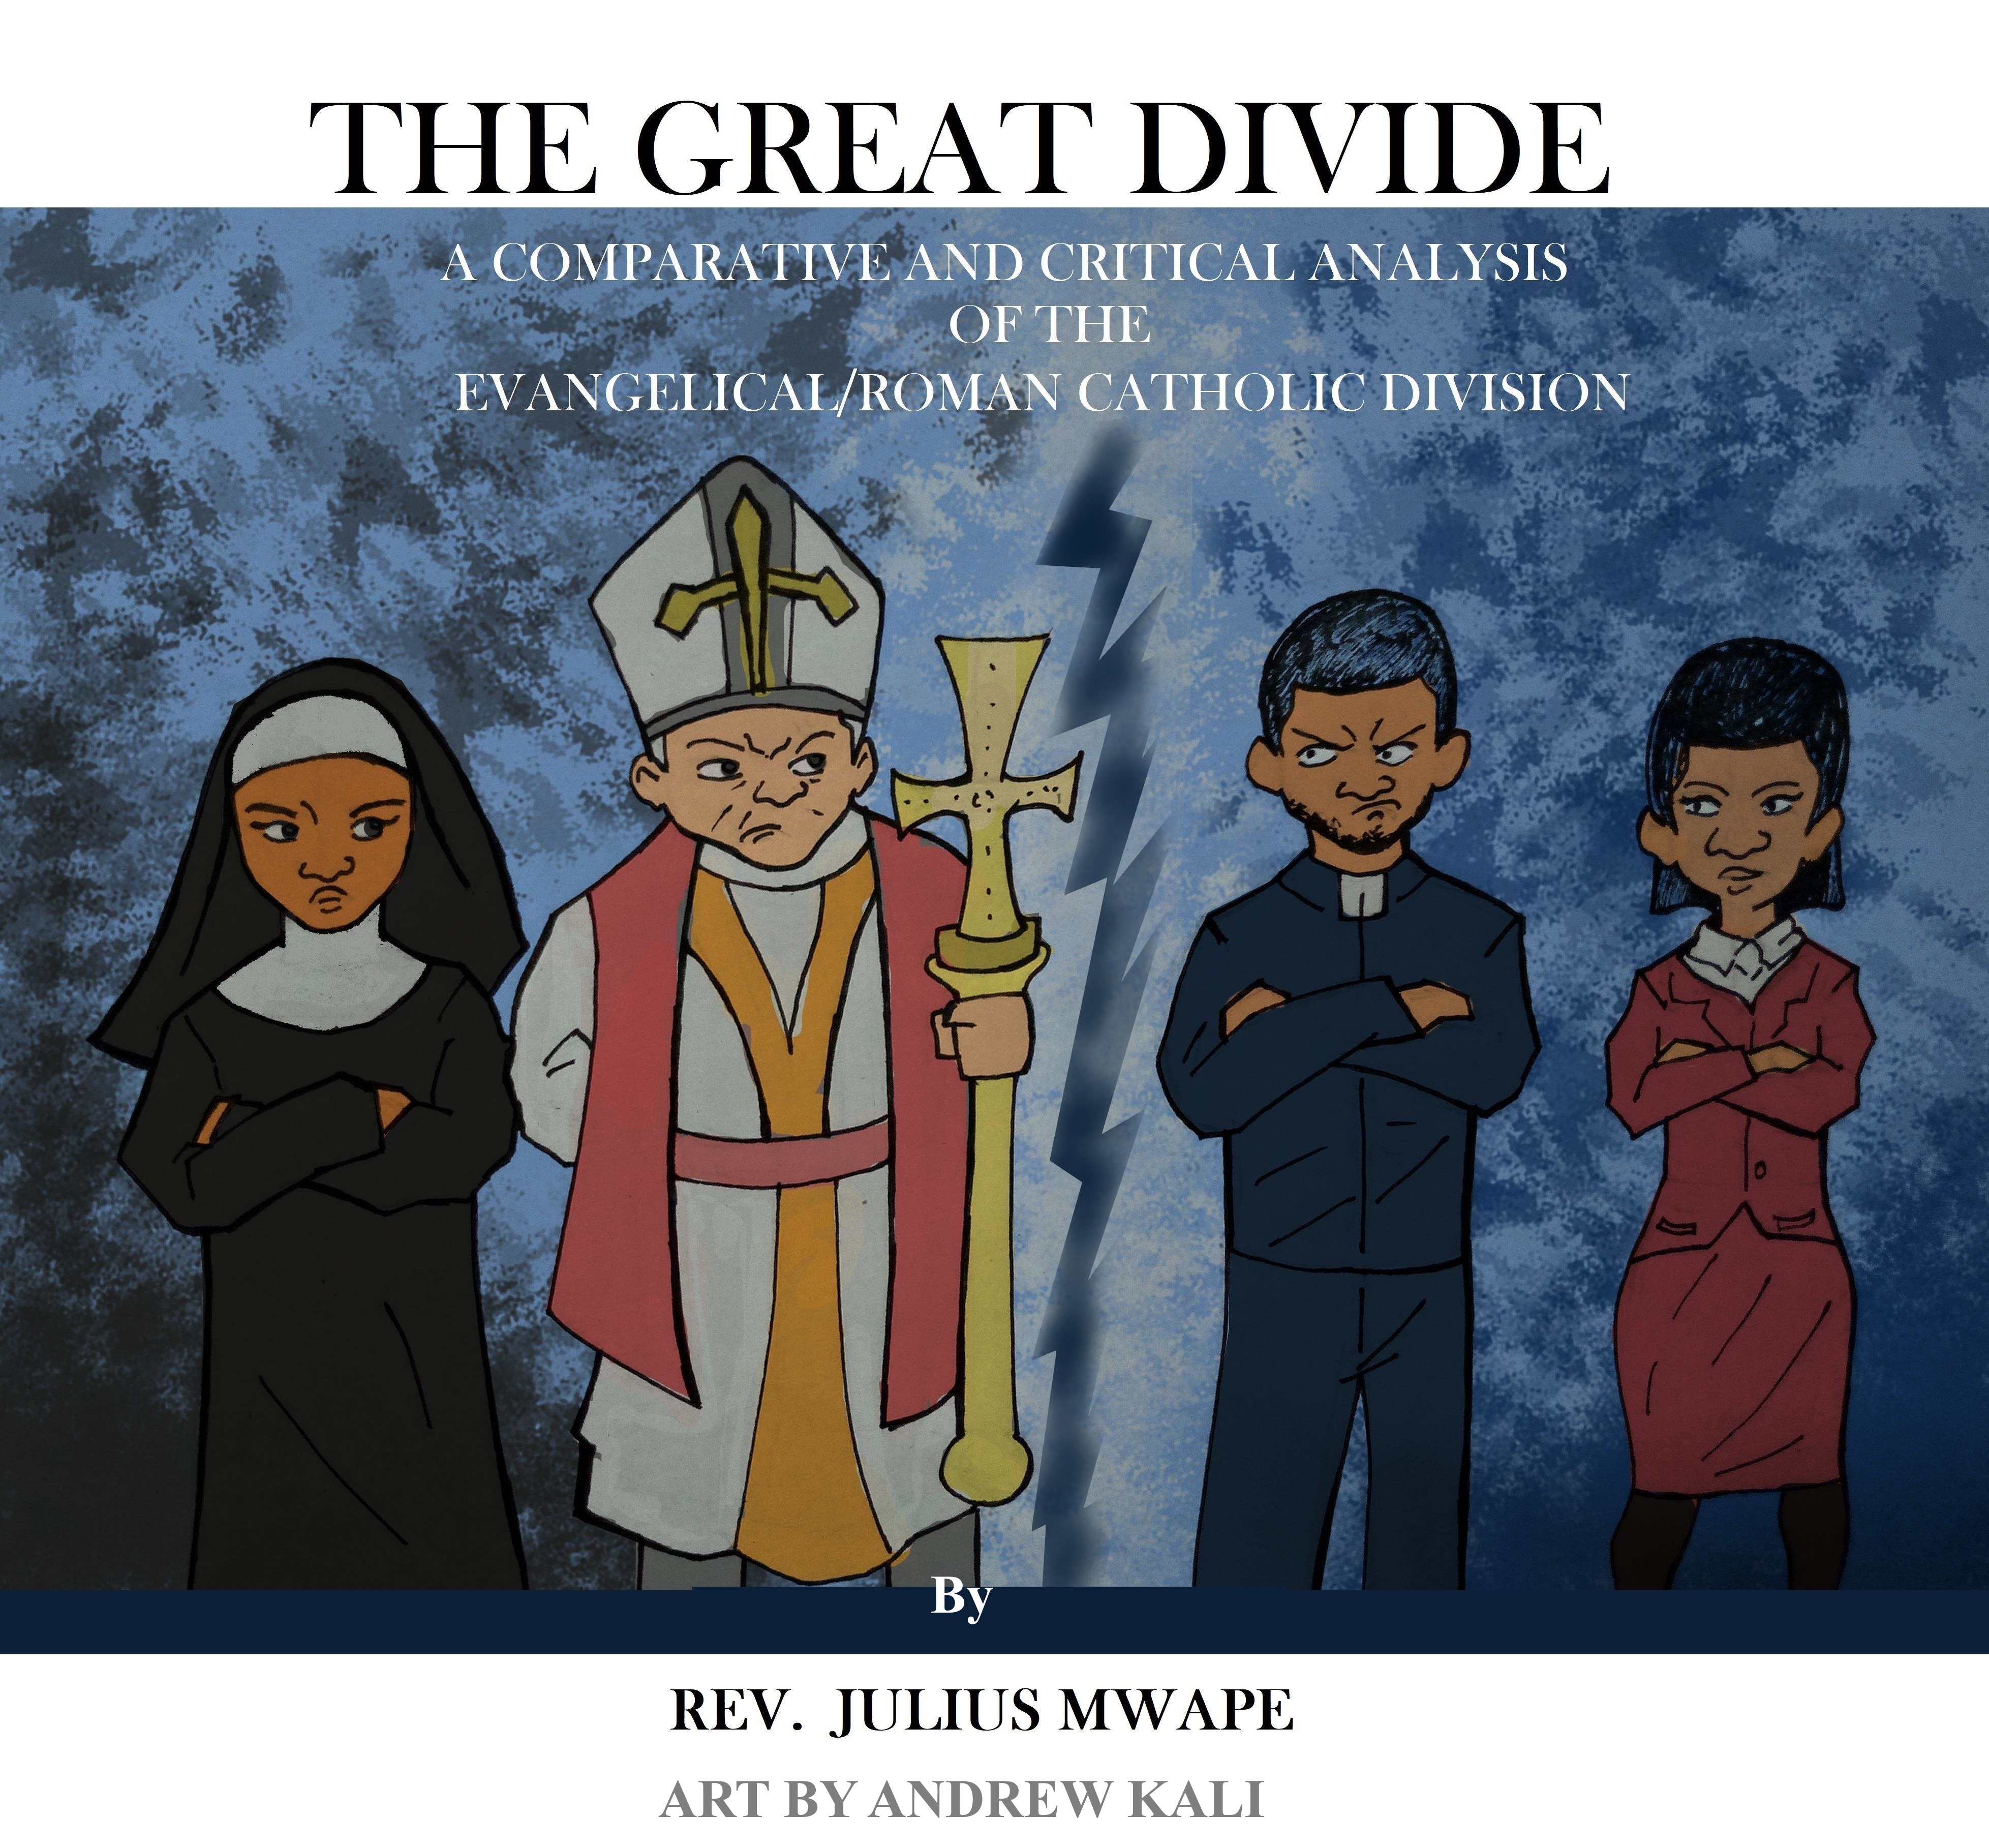 THE GREAT DIVIDE
A COMPARATIVE AND CRITICAL ANALYSIS
OF THE
EVANGELICAL/ROMAN CATHOLIC DIVISION
By
REV. JULIUS MWAPE
ART BY ANDREW KALI